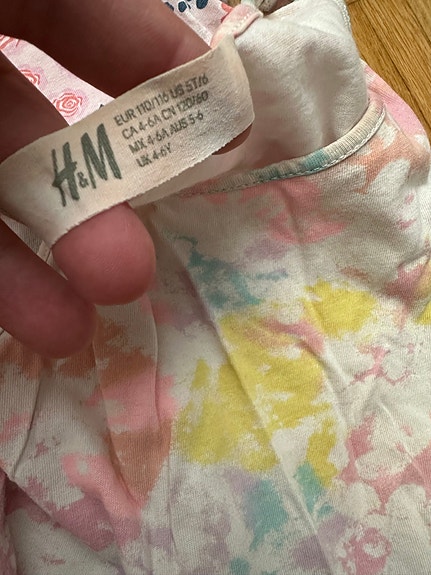 H&M
EUR 110/116 US 5T/6
CA 4-6A CN 120/60
MX 4-6A AUS 5-6
UK 4-6Y